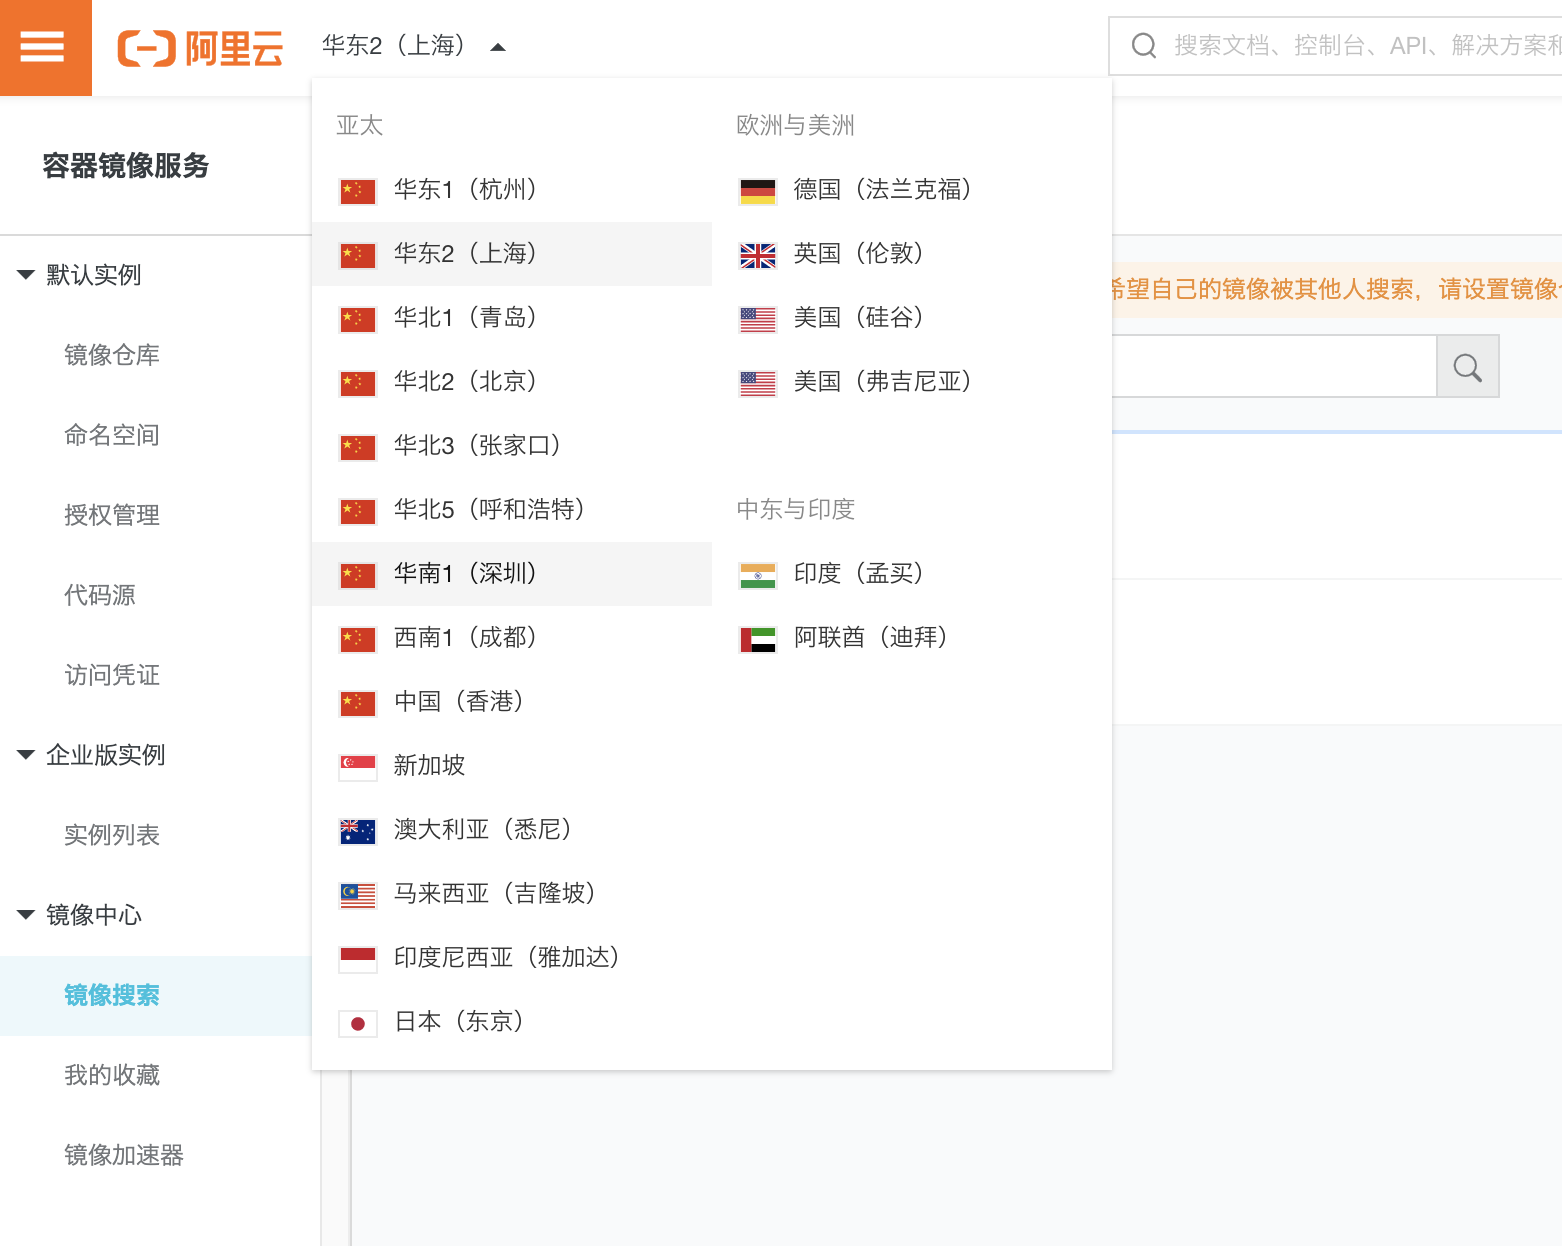 阿里云
华东2（上海）
搜索文档、控制台、API、解决方案和
容器镜像服务
默认实例
镜像仓库
命名空间
授权管理
代码源
访问凭证
企业版实例
实例列表
镜像中心
镜像搜索
我的收藏
镜像加速器
亚太
华东1（杭州）
华东2（上海）
华北1（青岛）
华北2（北京）
华北3（张家口）
华北5（呼和浩特）
华南1（深圳）
西南1（成都）
中国（香港）
新加坡
澳大利亚（悉尼）
马来西亚（吉隆坡）
印度尼西亚（雅加达）
日本（东京）
欧洲与美洲
德国（法兰克福）
英国（伦敦）
美国（硅谷）
美国（弗吉尼亚）
中东与印度
印度（孟买）
阿联酋（迪拜）
希望自己的镜像被其他人搜索，请设置镜像